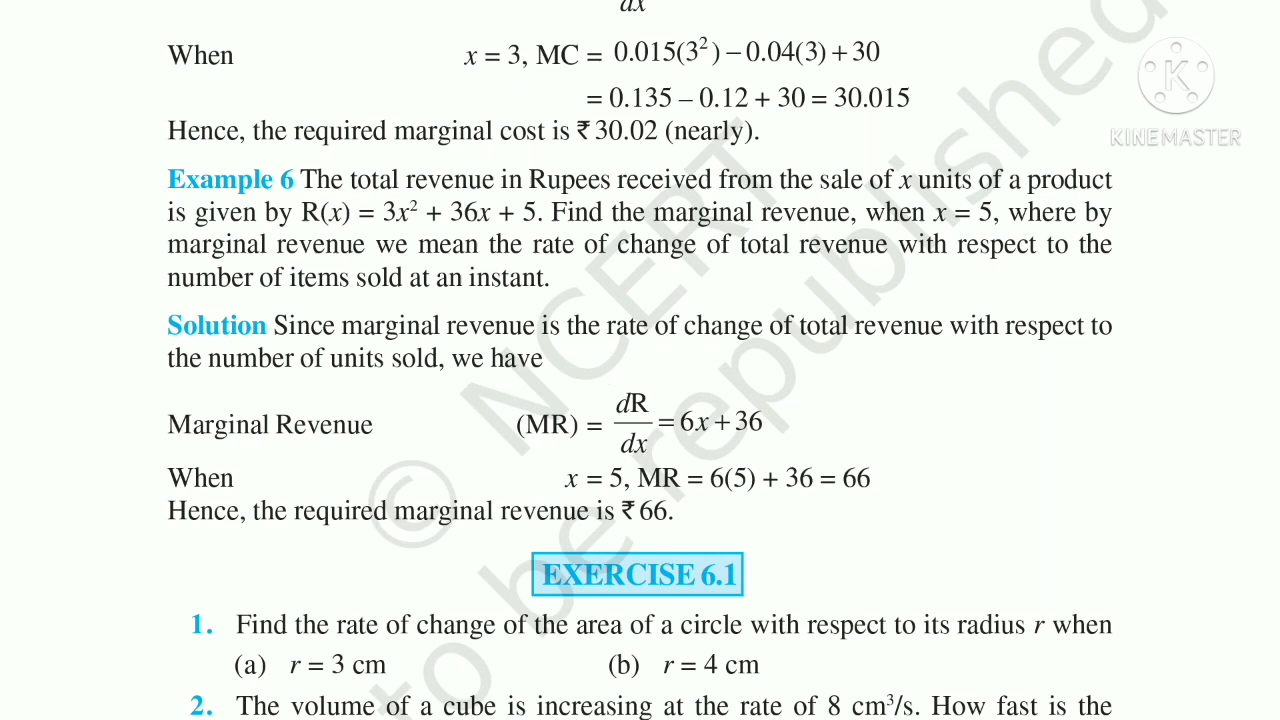 dx
When x = 3, MC = 0.015(3²) – 0.04(3) + 30
= 0.135 – 0.12 + 30 = 30.015
Hence, the required marginal cost is ₹ 30.02 (nearly).
KINEMASTER
Example 6 The total revenue in Rupees received from the sale of x units of a product
is given by R(x) = 3x² + 36x + 5. Find the marginal revenue, when x = 5, where by
marginal revenue we mean the rate of change of total revenue with respect to the
number of items sold at an instant.
Solution Since marginal revenue is the rate of change of total revenue with respect to
the number of units sold, we have
Marginal Revenue (MR) = dR/dx = 6x + 36
When x = 5, MR = 6(5) + 36 = 66
Hence, the required marginal revenue is ₹ 66.
EXERCISE 6.1
1. Find the rate of change of the area of a circle with respect to its radius r when
(a) r = 3 cm (b) r = 4 cm
2. The volume of a cube is increasing at the rate of 8 cm³/s. How fast is the
© NCERT
to be republished